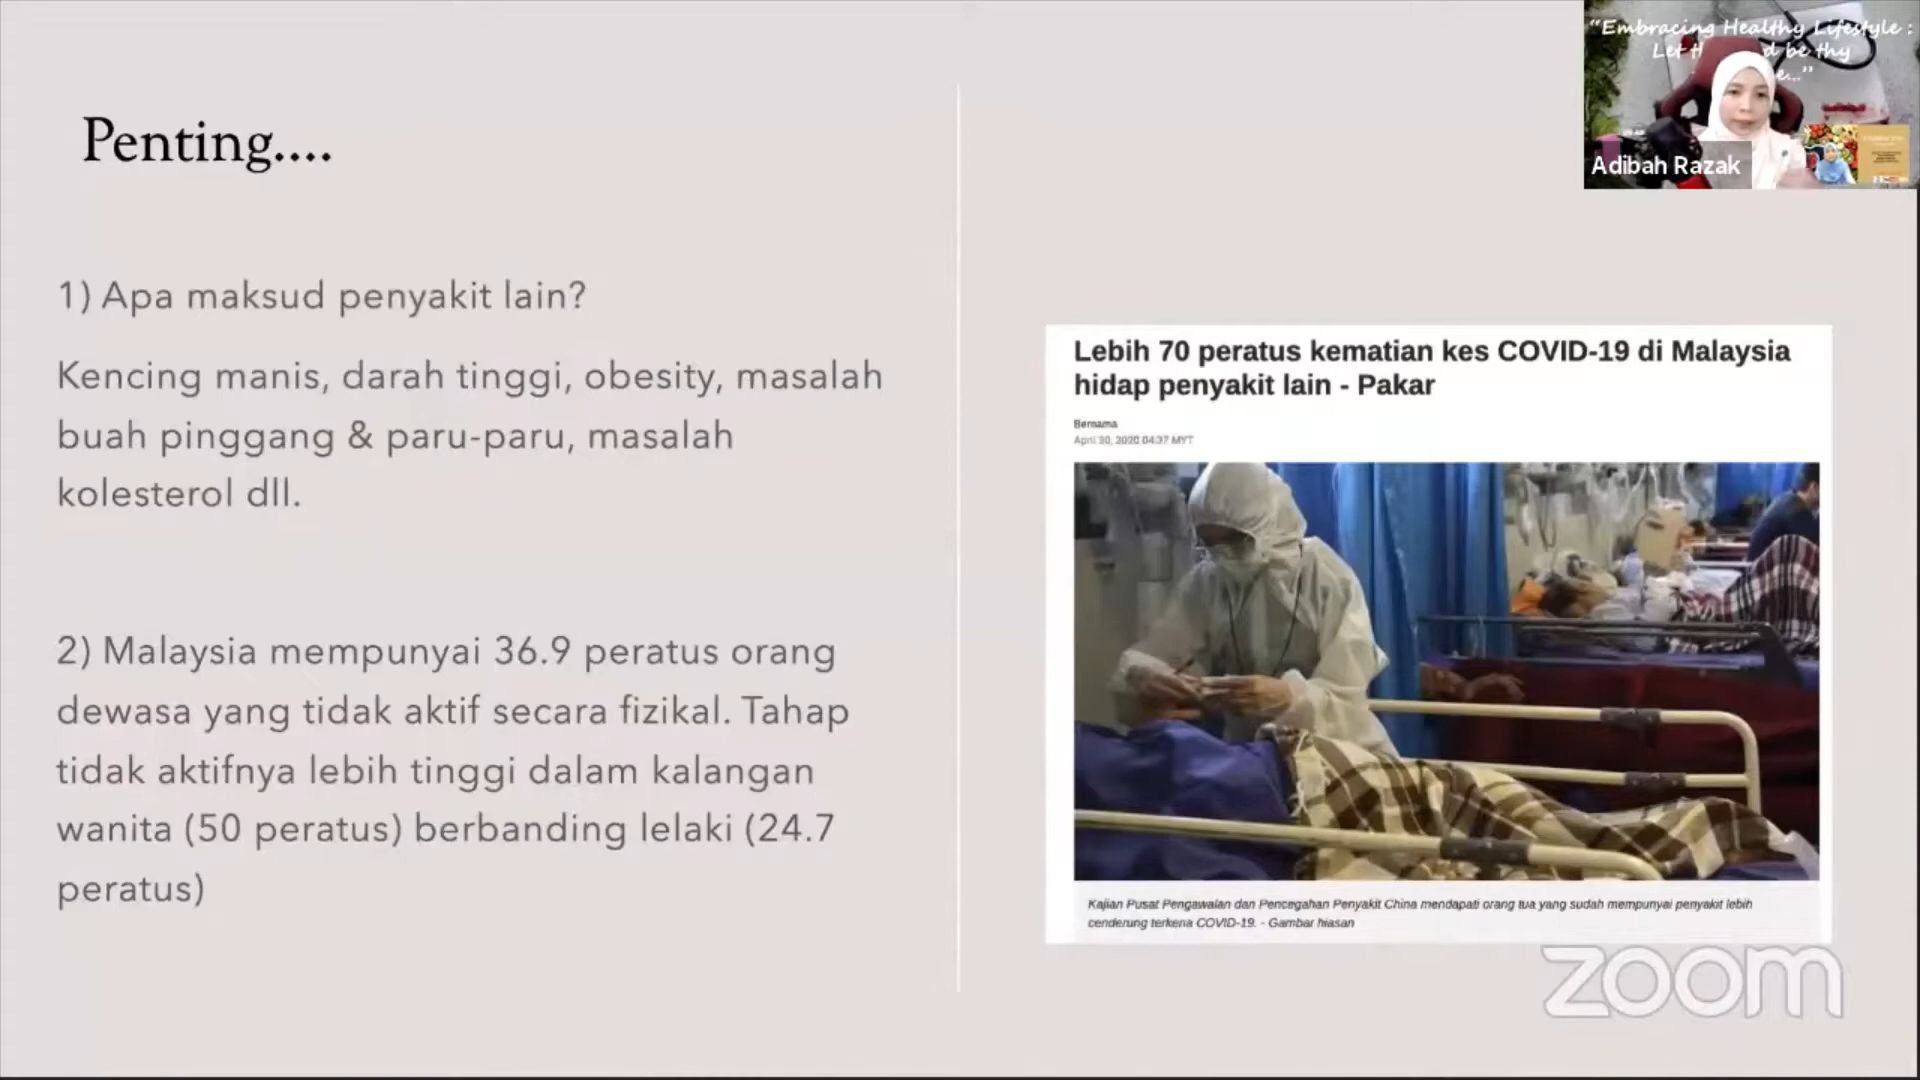 Penting....
1) Apa maksud penyakit lain?
Kencing manis, darah tinggi, obesity, masalah
buah pinggang & paru-paru, masalah
kolesterol dll.
2) Malaysia mempunyai 36.9 peratus orang
dewasa yang tidak aktif secara fizikal. Tahap
tidak aktifnya lebih tinggi dalam kalangan
wanita (50 peratus) berbanding lelaki (24.7
peratus)
"Embracing Healthy Lifestyle :
be thy
Adibah Razak
Lebih 70 peratus kematian kes COVID-19 di Malaysia
hidap penyakit lain - Pakar
Bernama
April 30, 2020 04:37 MYT
Kajian Pusat Pengawalan dan Pencegahan Penyakit China mendapati orang tua yang sudah mempunyai penyakit lebih
cenderung terkena COVID-19. - Gambar hiasan
zoom